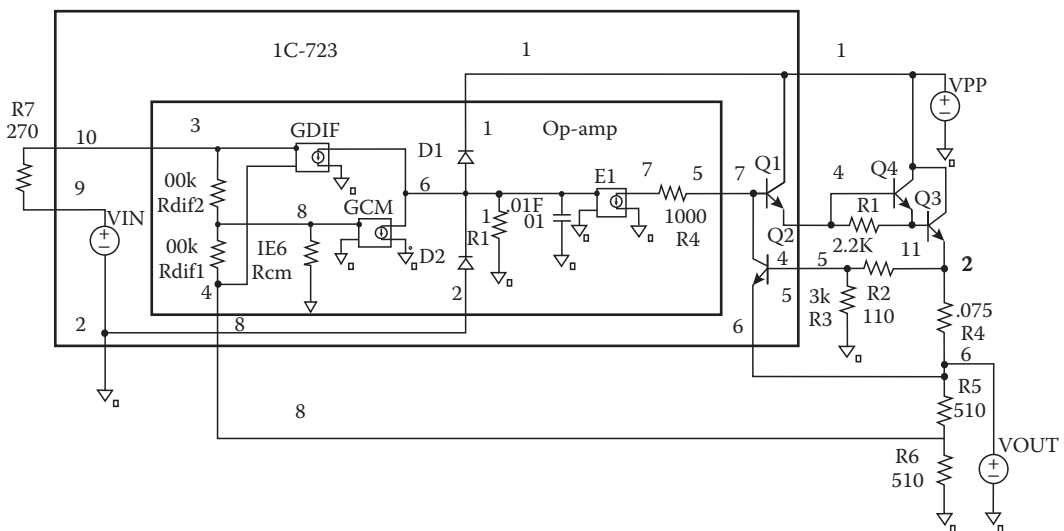 1C-723
1
1
VPP
R7
270
10
3
GDIF
1
Op-amp
D1
9
VIN
00k
Rdif2
6
E1
7
5
7
Q1
4
Q4
Q3
8
GCM
.01F
1
01
R1
1000
R4
R1
2.2K
11
00k
Rdif1
IE6
Rcm
D2
Q2
4
5
2
4
2
5
3k
R3
R2
110
.075
R4
2
8
6
6
8
R5
510
R6
510
VOUT